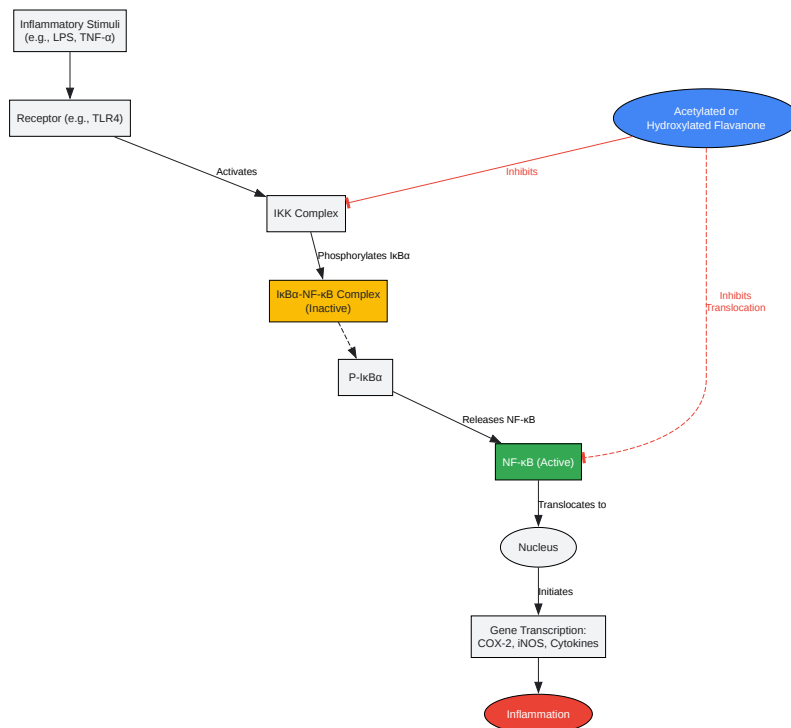 Inflammatory Stimuli
(e.g., LPS, TNF-α)
Receptor (e.g., TLR4)
Acetylated or
Hydroxylated Flavanone
Activates
Inhibits
IKK Complex
Phosphorylates IκBα
IκBα-NF-κB Complex
(Inactive)
Inhibits
Translocation
P-IκBα
Releases NF-κB
NF-κB (Active)
Translocates to
Nucleus
Initiates
Gene Transcription:
COX-2, iNOS, Cytokines
Inflammation